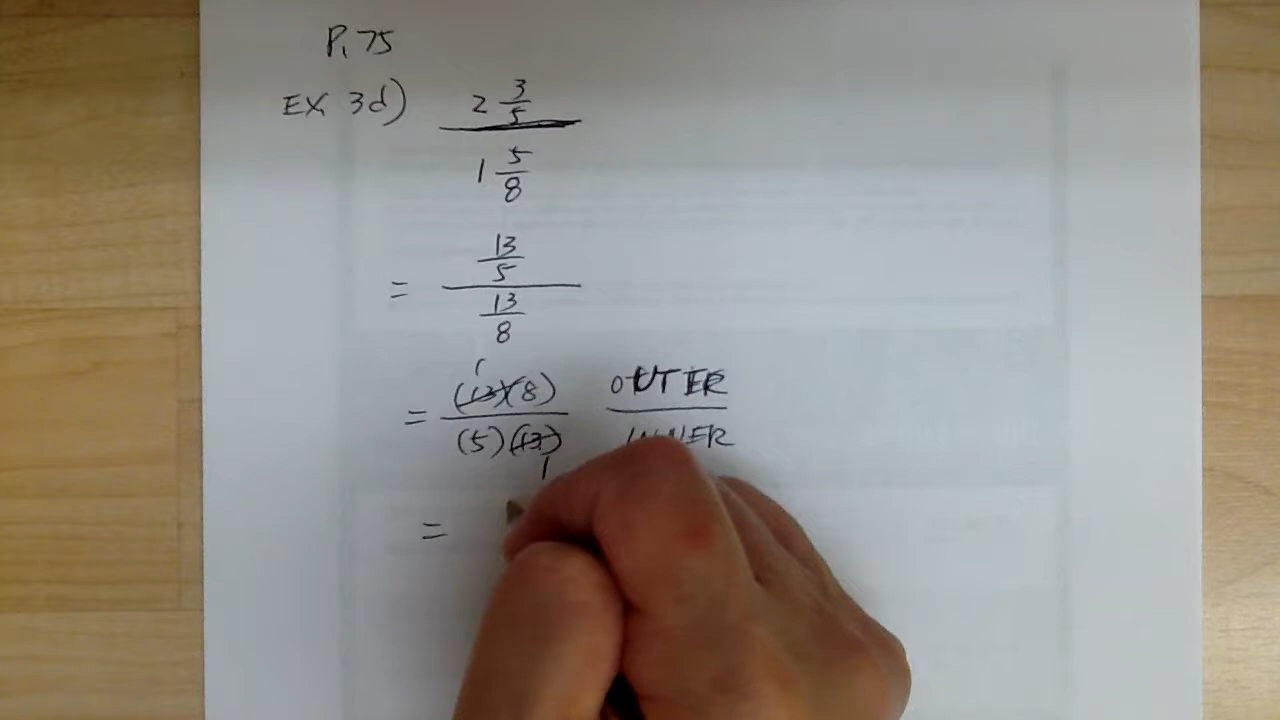 P. 75
EX. 3d) 2 3/5
1 5/8
= 13/5
13/8
= (13)(8) OUTER
(5)(13) INNER
1
1
=